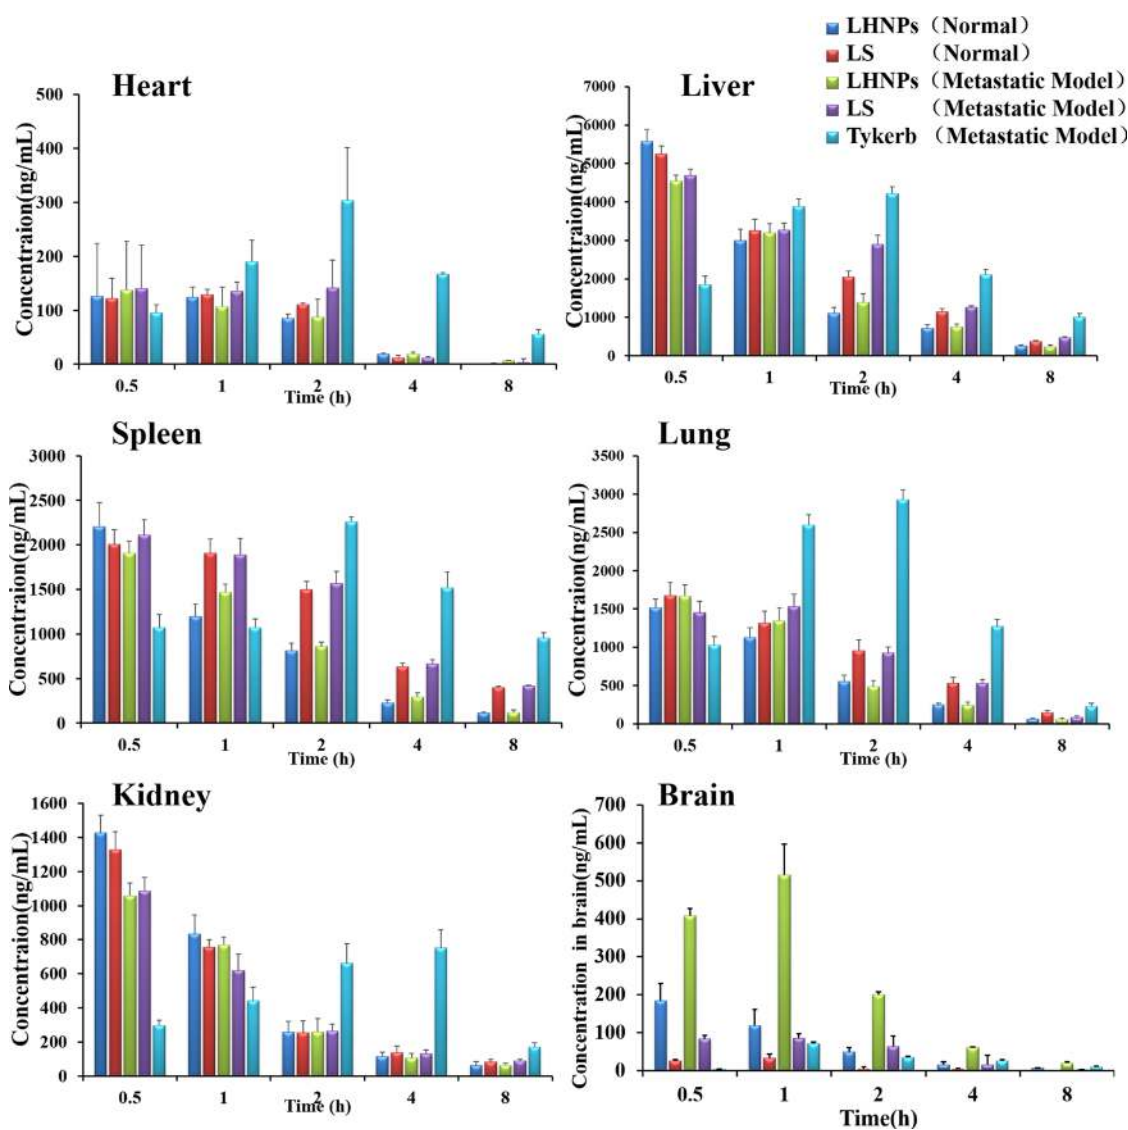 LHNPs（Normal）
LS （Normal）
LHNPs（Metastatic Model）
LS （Metastatic Model）
Tykerb （Metastatic Model）
Heart
Concentraion(ng/mL)
500
400
300
200
100
0
0.5 1 2 4 8
Time (h)
Liver
Concentraion(ng/mL)
7000
6000
5000
4000
3000
2000
1000
0
0.5 1 2 4 8
Time (h)
Spleen
Concentraion(ng/mL)
3000
2500
2000
1500
1000
500
0
0.5 1 2 4 8
Time (h)
Lung
Concentraion(ng/mL)
3500
3000
2500
2000
1500
1000
500
0
0.5 1 2 4 8
Time (h)
Kidney
Concentraion(ng/mL)
1600
1400
1200
1000
800
600
400
200
0
0.5 1 2 4 8
Time (h)
Brain
Concentration in brain(ng/mL)
700
600
500
400
300
200
100
0
0.5 1 2 4 8
Time(h)